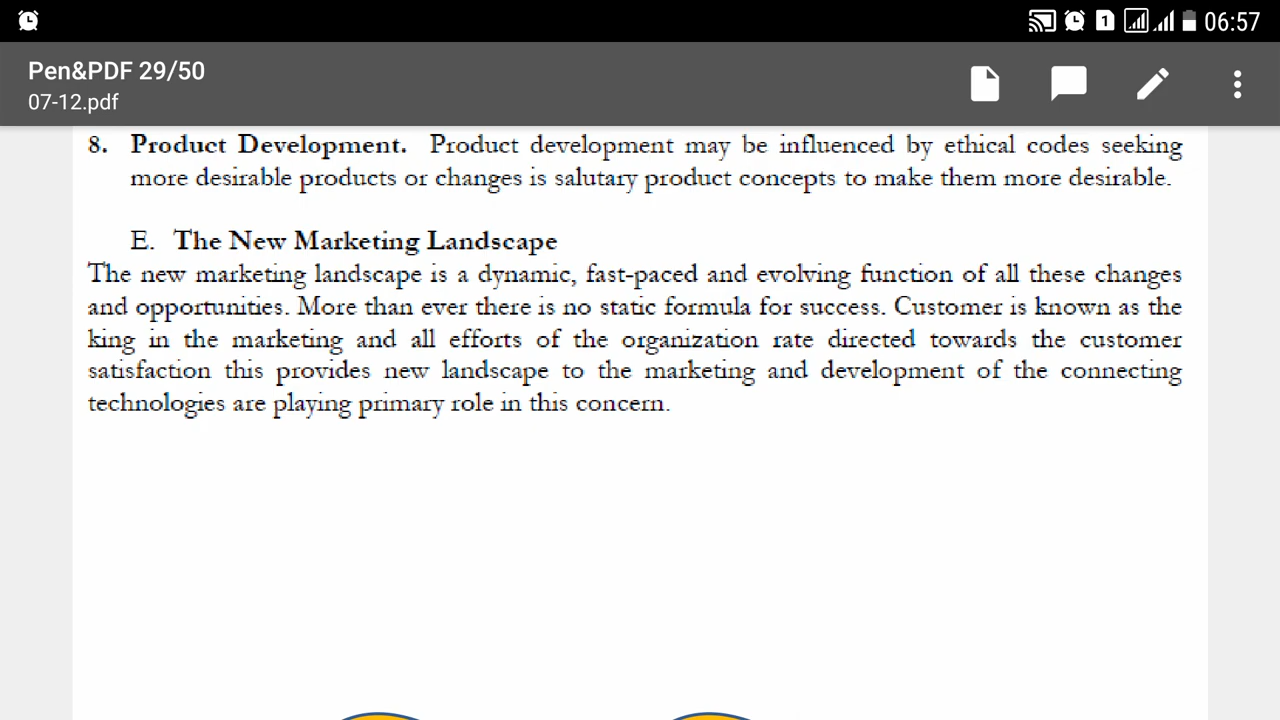 1 06:57
Pen&PDF 29/50
07-12.pdf
8. Product Development. Product development may be influenced by ethical codes seeking
more desirable products or changes is salutary product concepts to make them more desirable.
E. The New Marketing Landscape
The new marketing landscape is a dynamic, fast-paced and evolving function of all these changes
and opportunities. More than ever there is no static formula for success. Customer is known as the
king in the marketing and all efforts of the organization rate directed towards the customer
satisfaction this provides new landscape to the marketing and development of the connecting
technologies are playing primary role in this concern.